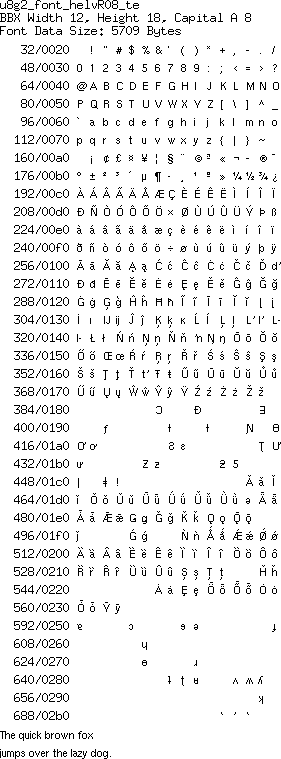 u8g2_font_helvR08_te
BBX Width 12, Height 18, Capital A 8
Font Data Size: 5709 Bytes
32/0020 ! " # $ % & ' ( ) * + , - . /
48/0030 0 1 2 3 4 5 6 7 8 9 : ; < = > ?
64/0040 @ A B C D E F G H I J K L M N O
80/0050 P Q R S T U V W X Y Z [ \ ] ^ _
96/0060 ` a b c d e f g h i j k l m n o
112/0070 p q r s t u v w x y z { | } ~
160/00a0 ¡ ¢ £ ¤ ¥ ¦ § ¨ © ª « ¬ - ® ¯
176/00b0 ° ± ² ³ ´ µ ¶ · ¸ ¹ º » ¼ ½ ¾ ¿
192/00c0 À Á Â Ã Ä Å Æ Ç È É Ê Ë Ì Í Î Ï
208/00d0 Ð Ñ Ò Ó Ô Õ Ö × Ø Ù Ú Û Ü Ý Þ ß
224/00e0 à á â ã ä å æ ç è é ê ë ì í î ï
240/00f0 ð ñ ò ó ô õ ö ÷ ø ù ú û ü ý þ ÿ
256/0100 Ā ā Ă ă Ą ą Ć ć Ĉ ĉ Ċ ċ Č č Ď ď
272/0110 Đ đ Ē ē Ĕ ĕ Ė ė Ę ę Ě ě Ĝ ĝ Ğ ğ
288/0120 Ġ ġ Ģ ģ Ĥ ĥ Ħ ħ Ĩ ĩ Ī ī Ĭ ĭ Į į
304/0130 İ ı Ĳ ĳ Ĵ ĵ Ķ ķ ĸ Ĺ ĺ Ļ ļ Ľ ľ Ŀ
320/0140 ŀ Ł ł Ń ń Ņ ņ Ň ň ŉ Ŋ ŋ Ō ō Ŏ ŏ
336/0150 Ő ő Œ œ Ŕ ŕ Ŗ ŗ Ř ř Ś ś Ŝ ŝ Ş ş
352/0160 Š š Ţ ţ Ť ť Ŧ ŧ Ũ ũ Ū ū Ŭ ŭ Ů ů
368/0170 Ű ű Ų ų Ŵ ŵ Ŷ ŷ Ÿ Ź ź Ż ż Ž ž
384/0180 Ɔ Ɖ Ǝ
400/0190 ƒ ƚ Ɲ Ɵ
416/01a0 Ơ ơ Ʈ Ư
432/01b0 ư Ƶ ƶ ƻ
448/01c0 ǀ ǂ ǃ Ǎ ǎ Ǐ
464/01d0 ǐ Ǒ ǒ Ǔ ǔ Ǖ ǖ Ǘ ǘ Ǚ ǚ Ǜ ǜ ǝ Ǟ ǟ
480/01e0 Ǡ ǡ Ǣ ǣ Ǥ ǥ Ǧ ǧ Ǩ ǩ Ǫ ǫ Ǭ ǭ
496/01f0 ǰ Ǵ ǵ Ǹ ǹ Ǻ ǻ Ǽ ǽ Ǿ ǿ
512/0200 Ȁ ȁ Ȃ ȃ Ȅ ȅ Ȇ ȇ Ȉ ȉ Ȋ ȋ Ȍ ȍ Ȏ ȏ
528/0210 Ȑ ȑ Ȓ ȓ Ȕ ȕ Ȗ ȗ Ș ș Ț ț Ȟ ȟ
544/0220 Ȧ ȧ Ȩ ȩ Ȫ ȫ Ȭ ȭ Ȯ ȯ
560/0230 Ȱ ȱ Ȳ ȳ
592/0250 ɐ ɔ ɘ ə ɟ
608/0260 ɥ
624/0270 ɵ ɹ
640/0280 ʇ ʉ ʌ ʍ ʎ
656/0290 ʞ
688/02b0
The quick brown fox
jumps over the lazy dog.